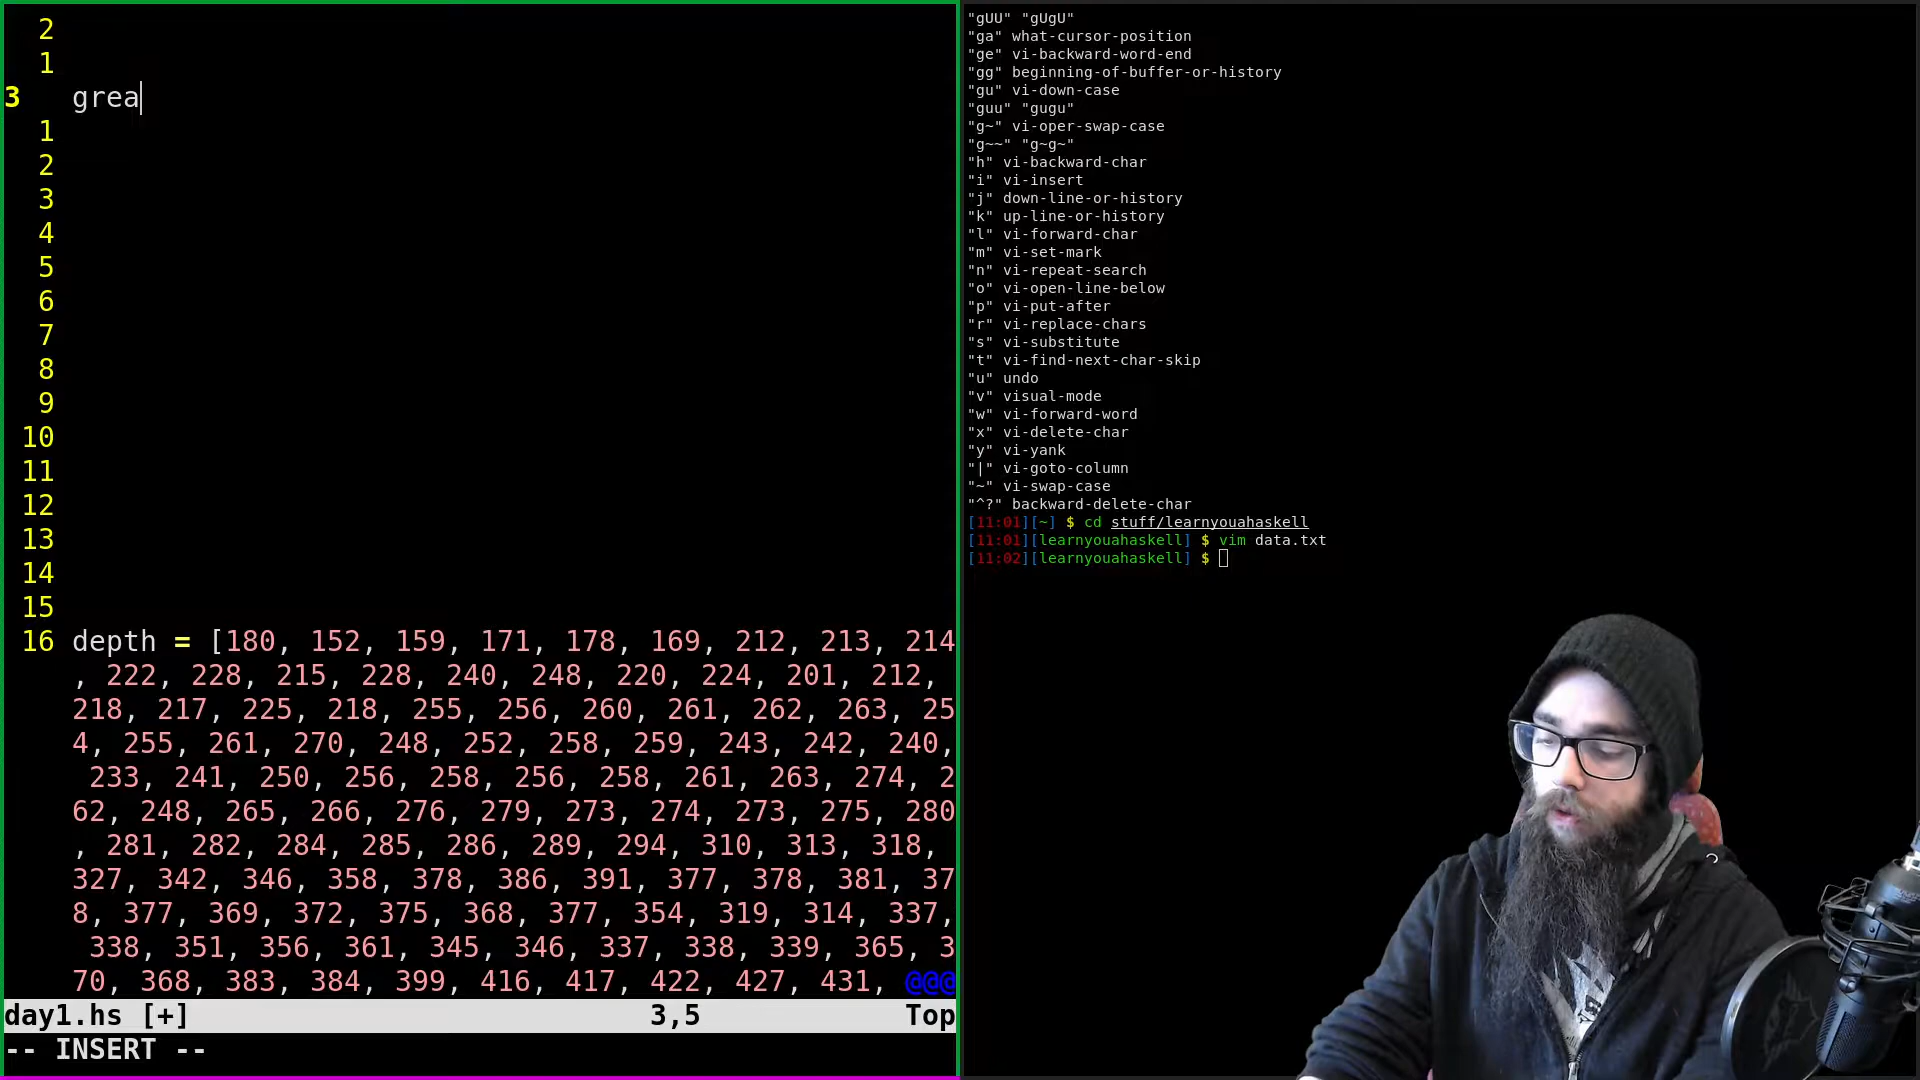 2
1
3 grea
1
2
3
4
5
6
7
8
9
10
11
12
13
14
15
16 depth = [180, 152, 159, 171, 178, 169, 212, 213, 214
, 222, 228, 215, 228, 240, 248, 220, 224, 201, 212,
218, 217, 225, 218, 255, 256, 260, 261, 262, 263, 25
4, 255, 261, 270, 248, 252, 258, 259, 243, 242, 240,
233, 241, 250, 256, 258, 256, 258, 261, 263, 274, 2
62, 248, 265, 266, 276, 279, 273, 274, 273, 275, 280
, 281, 282, 284, 285, 286, 289, 294, 310, 313, 318,
327, 342, 346, 358, 378, 386, 391, 377, 378, 381, 37
8, 377, 369, 372, 375, 368, 377, 354, 319, 314, 337,
338, 351, 356, 361, 345, 346, 337, 338, 339, 365, 3
70, 368, 383, 384, 399, 416, 417, 422, 427, 431, @@@
day1.hs [+] 3,5 Top
-- INSERT --
"gUU" "gUgU"
"ga" what-cursor-position
"ge" vi-backward-word-end
"gg" beginning-of-buffer-or-history
"gu" vi-down-case
"guu" "gugu"
"g~" vi-oper-swap-case
"g~~" "g~g~"
"h" vi-backward-char
"i" vi-insert
"j" down-line-or-history
"k" up-line-or-history
"l" vi-forward-char
"m" vi-set-mark
"n" vi-repeat-search
"o" vi-open-line-below
"p" vi-put-after
"r" vi-replace-chars
"s" vi-substitute
"t" vi-find-next-char-skip
"u" undo
"v" visual-mode
"w" vi-forward-word
"x" vi-delete-char
"y" vi-yank
"|" vi-goto-column
"~" vi-swap-case
"^?" backward-delete-char
[11:01][~] $ cd stuff/learnyouahaskell
[11:01][learnyouahaskell] $ vim data.txt
[11:02][learnyouahaskell] $